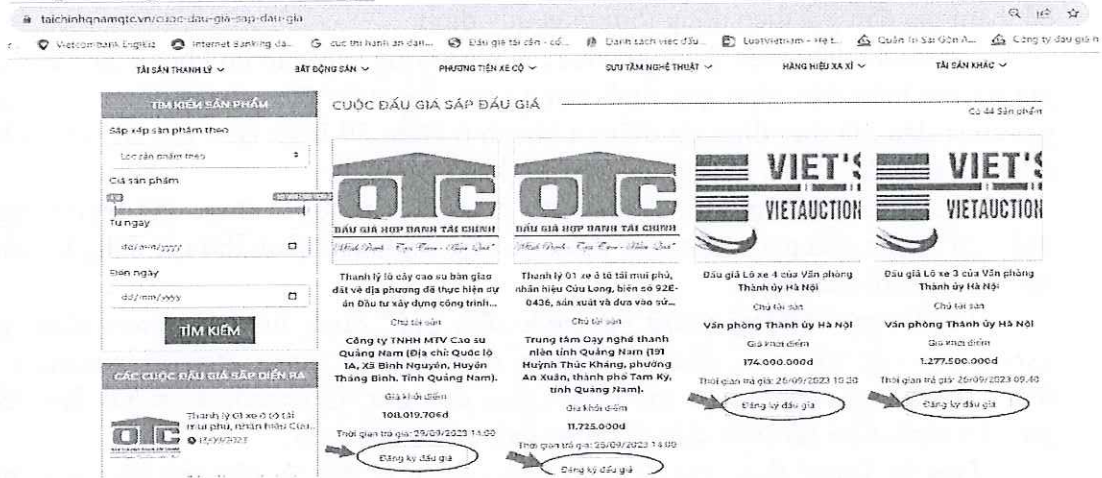 taichinhqnamqtc.vn/cuoc-dau-gia-sap-dau-gia
Vietcombank Digibiz
Internet Banking dà...
cuc thi hanh an dan...
Đấu giá tài sản - cổ...
Danh sách việc đấu...
LuatVietnam - Hệ t...
Quản trị Sài Gòn A...
Công ty đấu giá h
TÀI SẢN THANH LÝ
BẤT ĐỘNG SẢN
PHƯƠNG TIỆN XE CỘ
SƯU TẦM NGHỆ THUẬT
HÀNG HIỆU XA XỈ
TÀI SẢN KHÁC
TÌM KIẾM SẢN PHẨM
Sắp xếp sản phẩm theo
Lọc sản phẩm theo
Giá sản phẩm
Từ ngày
dd/mm/yyyy
Đến ngày
dd/mm/yyyy
TÌM KIẾM
CÁC CUỘC ĐẤU GIÁ SẮP DIỄN RA
Thanh lý 01 xe ô tô tải
mui phủ, nhãn hiệu Cửu...
CUỘC ĐẤU GIÁ SẮP ĐẤU GIÁ
Có 44 Sản phẩm
QTC
ĐẤU GIÁ HỢP DANH TÀI CHÍNH
Thanh lý lô cây cao su bàn giao
đất về địa phương để thực hiện dự
án Đầu tư xây dựng công trình...
Chủ tài sản
Công ty TNHH MTV Cao su
Quảng Nam (Địa chỉ: Quốc lộ
1A, Xã Bình Nguyên, Huyện
Thăng Bình, Tỉnh Quảng Nam).
Giá khởi điểm
108.019.706đ
Thời gian trả giá: 29/09/2023 14:00
Đăng ký đấu giá
QTC
ĐẤU GIÁ HỢP DANH TÀI CHÍNH
Thanh lý 01 xe ô tô tải mui phủ,
nhãn hiệu Cửu Long, biển số 92E-
0436, sản xuất và đưa vào sử...
Chủ tài sản
Trung tâm Dạy nghề thanh
niên tỉnh Quảng Nam (191
Huỳnh Thúc Kháng, phường
An Xuân, thành phố Tam Kỳ,
tỉnh Quảng Nam).
Giá khởi điểm
11.725.000đ
Thời gian trả giá: 26/09/2023 14:00
Đăng ký đấu giá
VIET'S
VIETAUCTION
Đấu giá Lô xe 4 của Văn phòng
Thành ủy Hà Nội
Chủ tài sản
Văn phòng Thành ủy Hà Nội
Giá khởi điểm
174.000.000đ
Thời gian trả giá: 26/09/2023 10:20
Đăng ký đấu giá
VIET'S
VIETAUCTION
Đấu giá Lô xe 3 của Văn phòng
Thành ủy Hà Nội
Chủ tài sản
Văn phòng Thành ủy Hà Nội
Giá khởi điểm
1.277.500.000đ
Thời gian trả giá: 26/09/2023 09:40
Đăng ký đấu giá